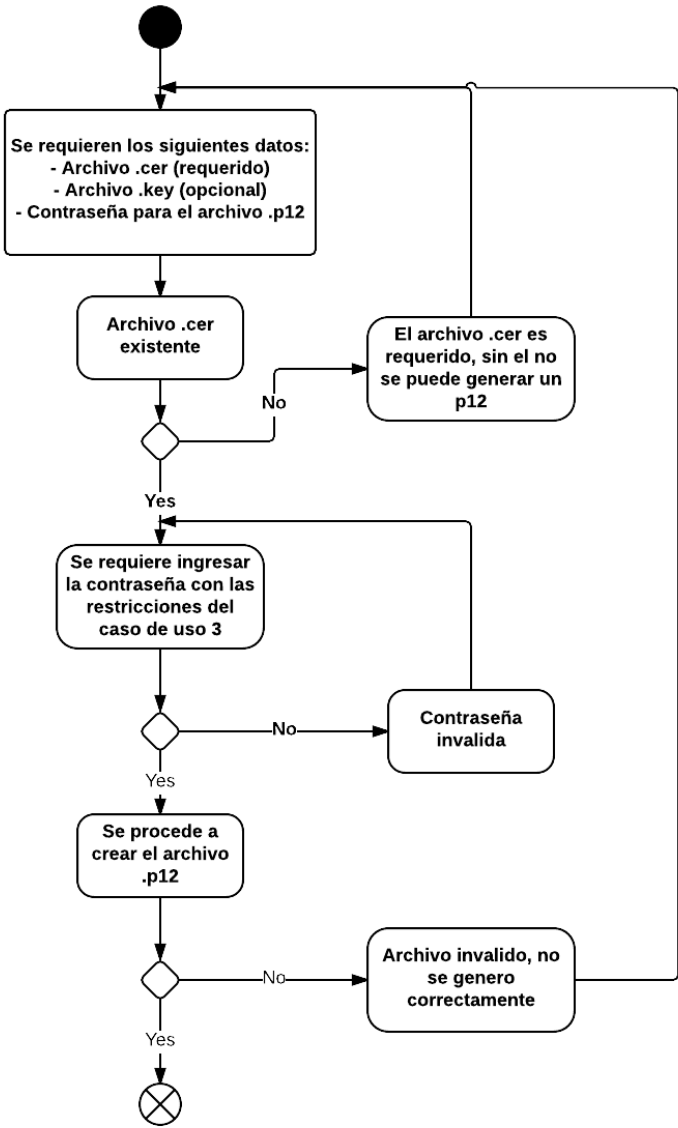 Se requieren los siguientes datos:
- Archivo .cer (requerido)
- Archivo .key (opcional)
- Contraseña para el archivo .p12
Archivo .cer
existente
El archivo .cer es
requerido, sin el no
se puede generar un
p12
No
Yes
Se requiere ingresar
la contraseña con las
restricciones del
caso de uso 3
No
Contraseña
invalida
Yes
Se procede a
crear el archivo
.p12
Archivo invalido, no
se genero
correctamente
No
Yes